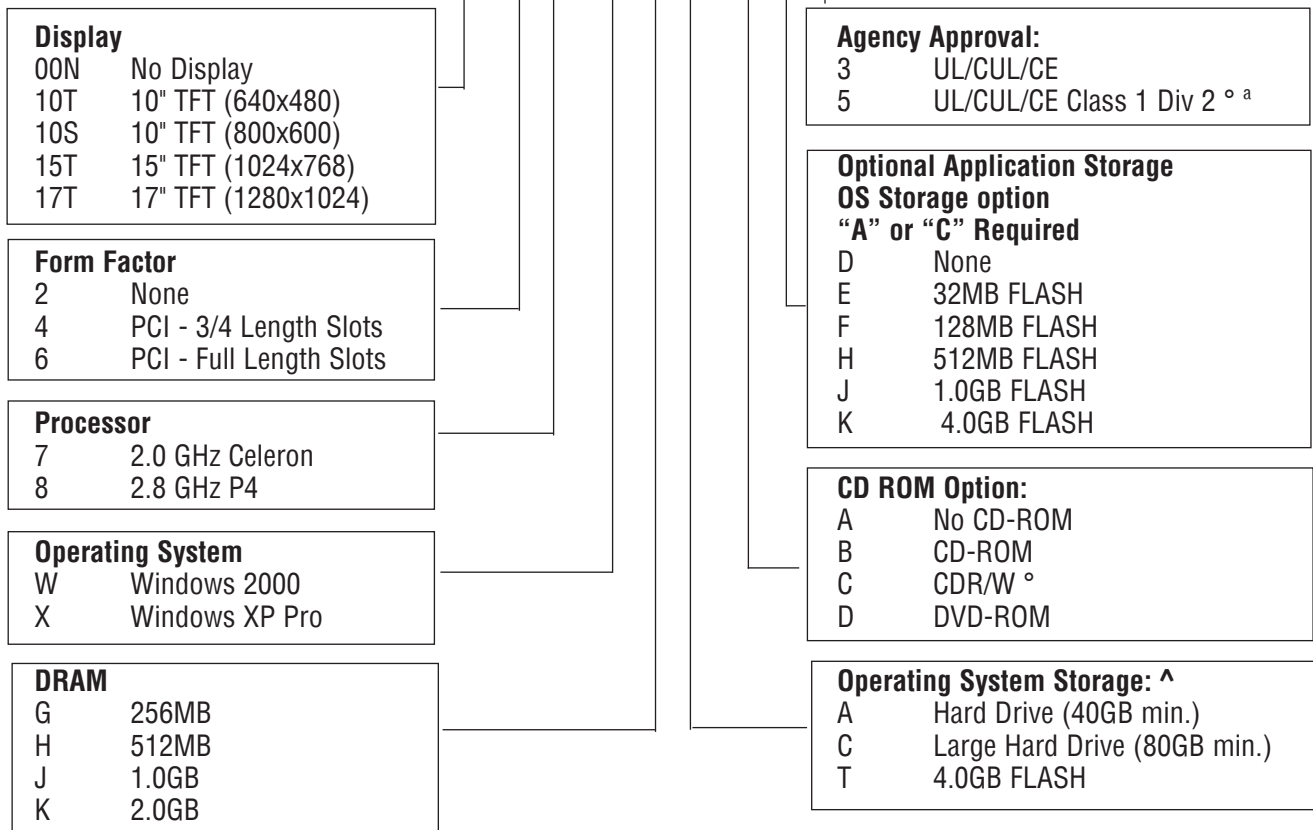 Display
00N No Display
10T 10" TFT (640x480)
10S 10" TFT (800x600)
15T 15" TFT (1024x768)
17T 17" TFT (1280x1024)
Form Factor
2 None
4 PCI - 3/4 Length Slots
6 PCI - Full Length Slots
Processor
7 2.0 GHz Celeron
8 2.8 GHz P4
Operating System
W Windows 2000
X Windows XP Pro
DRAM
G 256MB
H 512MB
J 1.0GB
K 2.0GB
Agency Approval:
3 UL/CUL/CE
5 UL/CUL/CE Class 1 Div 2 ° ª
Optional Application Storage
OS Storage option
“A” or “C” Required
D None
E 32MB FLASH
F 128MB FLASH
H 512MB FLASH
J 1.0GB FLASH
K 4.0GB FLASH
CD ROM Option:
A No CD-ROM
B CD-ROM
C CDR/W °
D DVD-ROM
Operating System Storage: ^
A Hard Drive (40GB min.)
C Large Hard Drive (80GB min.)
T 4.0GB FLASH